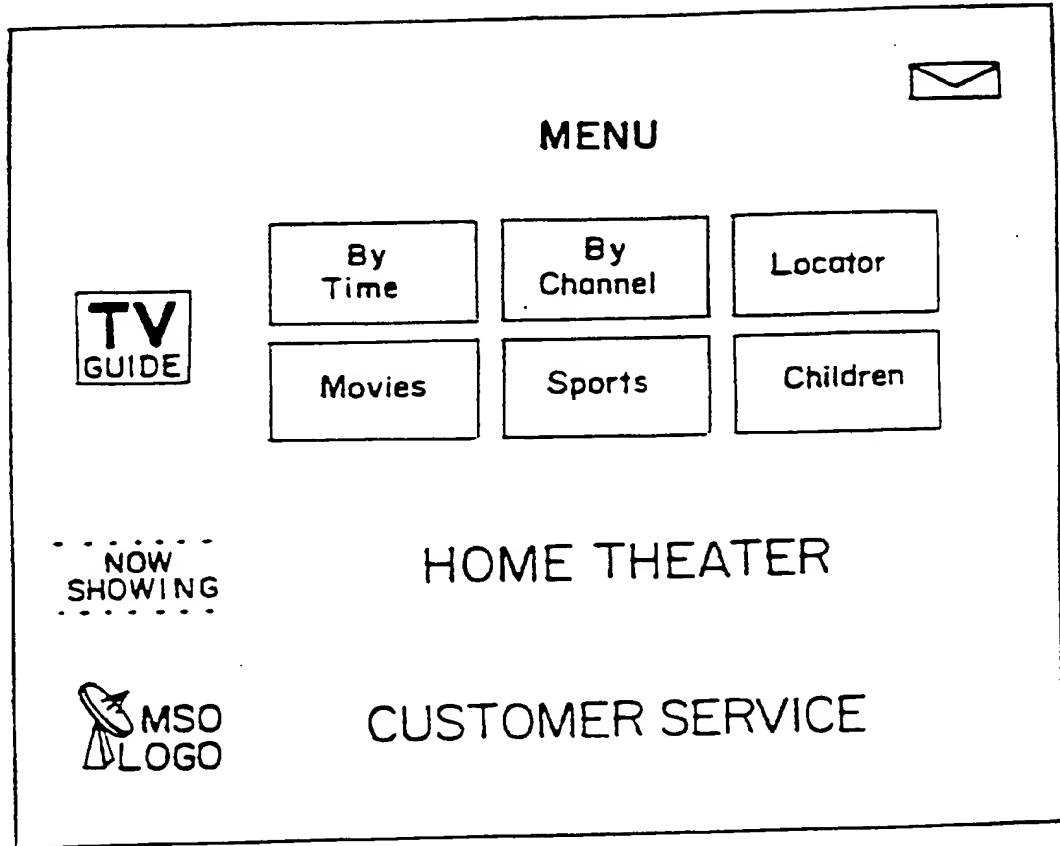 MENU
By
Time
By
Channel
Locator
TV
GUIDE
Movies
Sports
Children
NOW
SHOWING
HOME THEATER
MSO
LOGO
CUSTOMER SERVICE